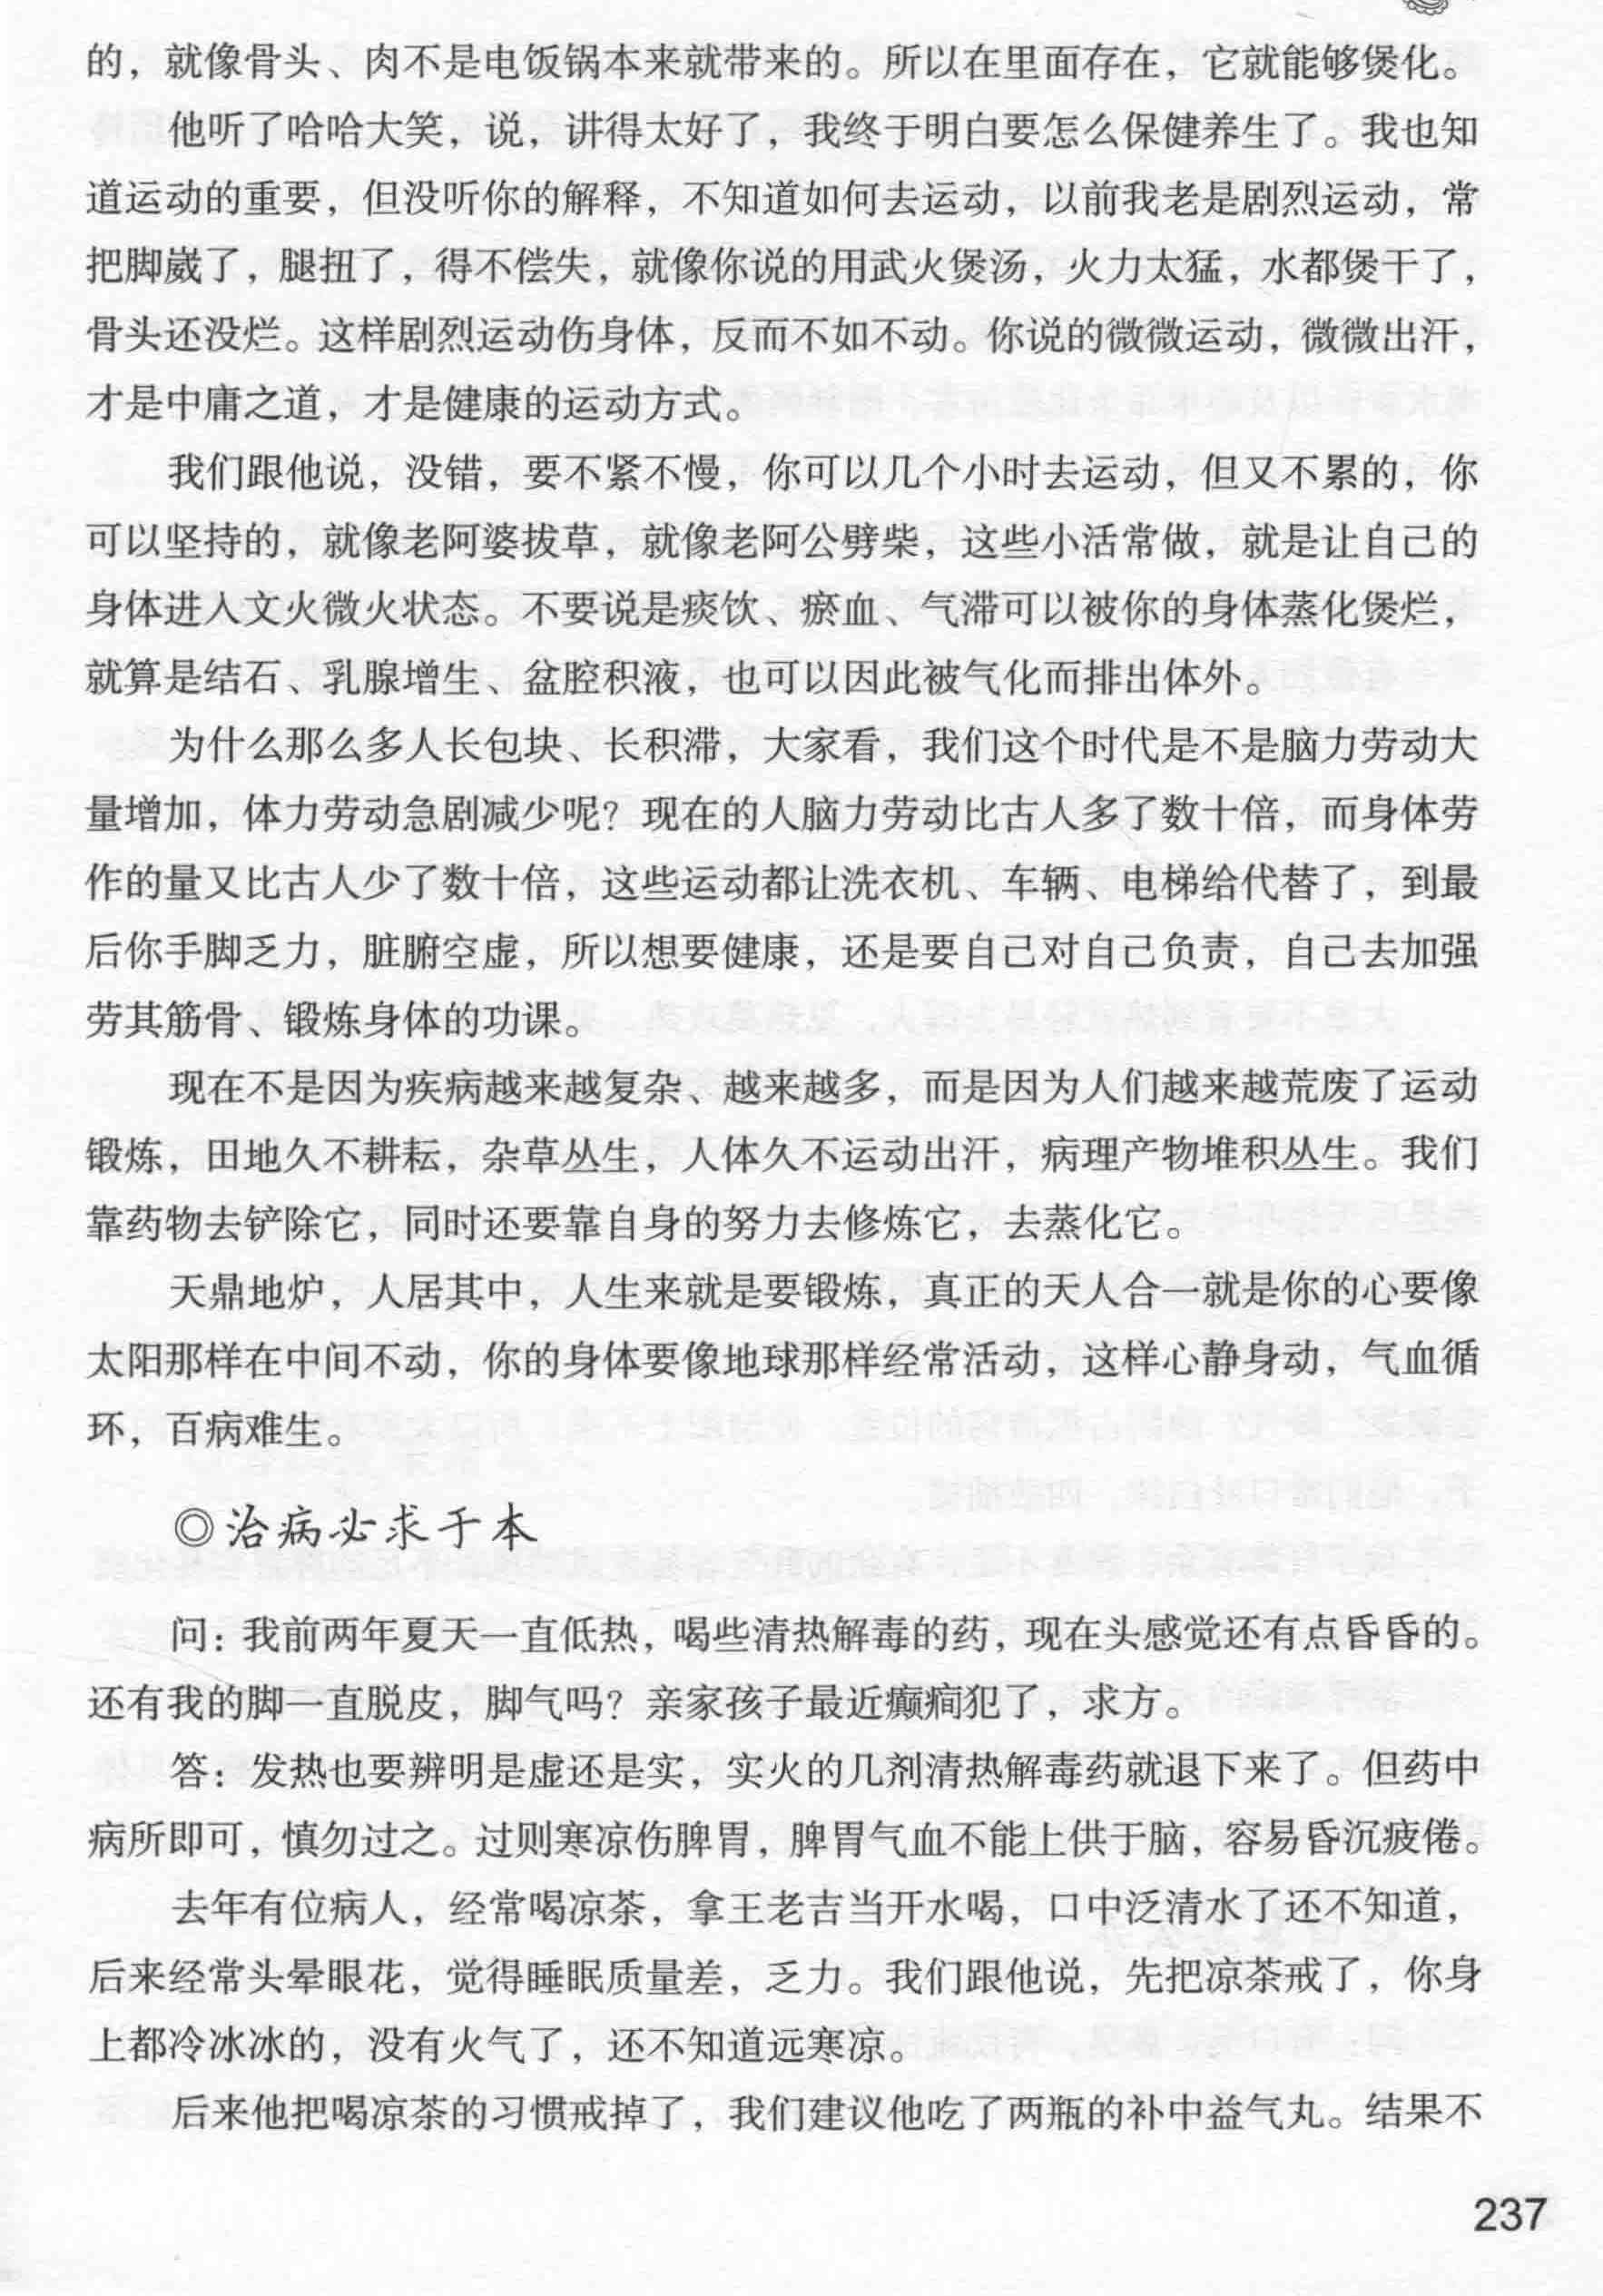 的，就像骨头、肉不是电饭锅本来就带来的。所以在里面存在，它就能够煲化。
他听了哈哈大笑，说，讲得太好了，我终于明白要怎么保健养生了。我也知
道运动的重要，但没听你的解释，不知道如何去运动，以前我老是剧烈运动，常
把脚崴了，腿扭了，得不偿失，就像你说的用武火煲汤，火力太猛，水都煲干了，
骨头还没烂。这样剧烈运动伤身体，反而不如不动。你说的微微运动，微微出汗，
才是中庸之道，才是健康的运动方式。
我们跟他说，没错，要不紧不慢，你可以几个小时去运动，但又不累的，你
可以坚持的，就像老阿婆拔草，就像老阿公劈柴，这些小活常做，就是让自己的
身体进入文火微火状态。不要说是痰饮、瘀血、气滞可以被你的身体蒸化煲烂，
就算是结石、乳腺增生、盆腔积液，也可以因此被气化而排出体外。
为什么那么多人长包块、长积滞，大家看，我们这个时代是不是脑力劳动大
量增加，体力劳动急剧减少呢？现在的人脑力劳动比古人多了数十倍，而身体劳
作的量又比古人少了数十倍，这些运动都让洗衣机、车辆、电梯给代替了，到最
后你手脚乏力，脏腑空虚，所以想要健康，还是要自己对自己负责，自己去加强
劳其筋骨、锻炼身体的功课。
现在不是因为疾病越来越复杂、越来越多，而是因为人们越来越荒废了运动
锻炼，田地久不耕耘，杂草丛生，人体久不运动出汗，病理产物堆积丛生。我们
靠药物去铲除它，同时还要靠自身的努力去修炼它，去蒸化它。
天鼎地炉，人居其中，人生来就是要锻炼，真正的天人合一就是你的心要像
太阳那样在中间不动，你的身体要像地球那样经常活动，这样心静身动，气血循
环，百病难生。
◎治病必求于本
问：我前两年夏天一直低热，喝些清热解毒的药，现在头感觉还有点昏昏的。
还有我的脚一直脱皮，脚气吗？亲家孩子最近癫痫犯了，求方。
答：发热也要辨明是虚还是实，实火的几剂清热解毒药就退下来了。但药中
病所即可，慎勿过之。过则寒凉伤脾胃，脾胃气血不能上供于脑，容易昏沉疲倦。
去年有位病人，经常喝凉茶，拿王老吉当开水喝，口中泛清水了还不知道，
后来经常头晕眼花，觉得睡眠质量差，乏力。我们跟他说，先把凉茶戒了，你身
上都冷冰冰的，没有火气了，还不知道远寒凉。
后来他把喝凉茶的习惯戒掉了，我们建议他吃了两瓶的补中益气丸。结果不
237